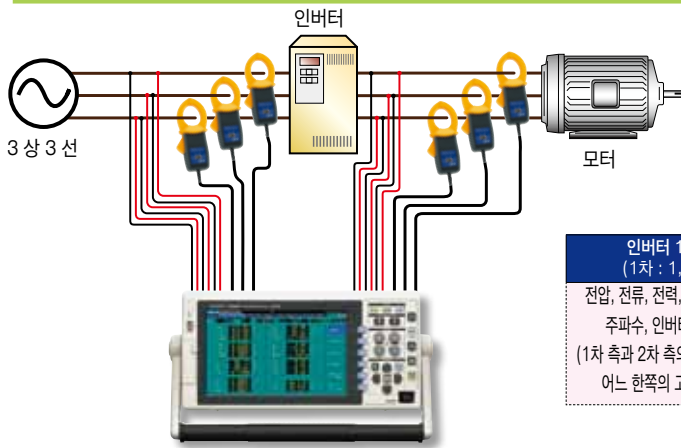 인버터
3 상 3 선
모터
인버터 1
(1차 : 1,
전압, 전류, 전력,
주파수, 인버터
(1차 측과 2차 측의
어느 한쪽의 고